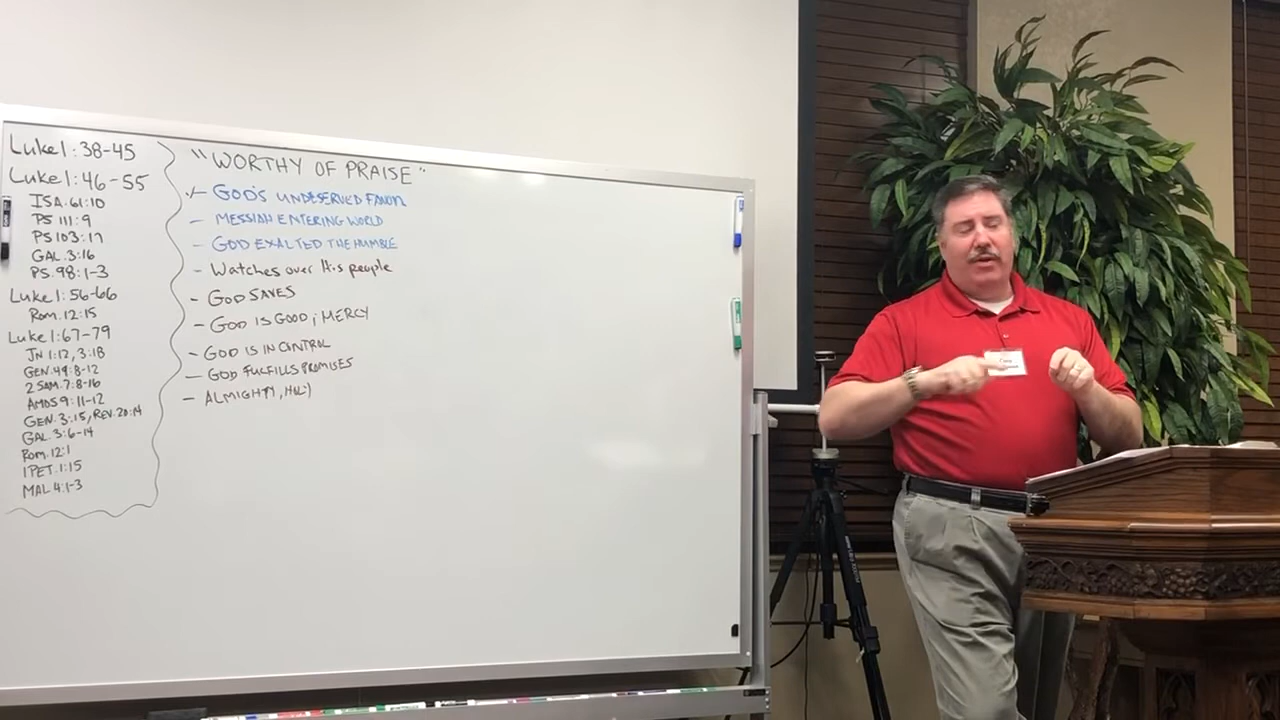 Luke 1:38-45
Luke 1:46-55
ISA. 61:10
PS 111:9
PS 103:17
GAL. 3:16
PS. 98:1-3
Luke 1:56-66
Rom. 12:15
Luke 1:67-79
JN 1:12, 3:18
GEN. 49:8-12
2 SAM. 7:8-16
AMOS 9:11-12
GEN. 3:15, REV. 20:14
GAL. 3:6-14
Rom. 12:1
1 PET. 1:15
MAL 4:1-3
"WORTHY OF PRAISE"
- GOD'S UNDESERVED FAVOR
- MESSIAH ENTERING WORLD
- GOD EXALTED THE HUMBLE
- Watches over His people
- GOD SAVES
- GOD IS GOOD; MERCY
- GOD IS IN CONTROL
- GOD FULFILLS PROMISES
- ALMIGHTY, HOLY